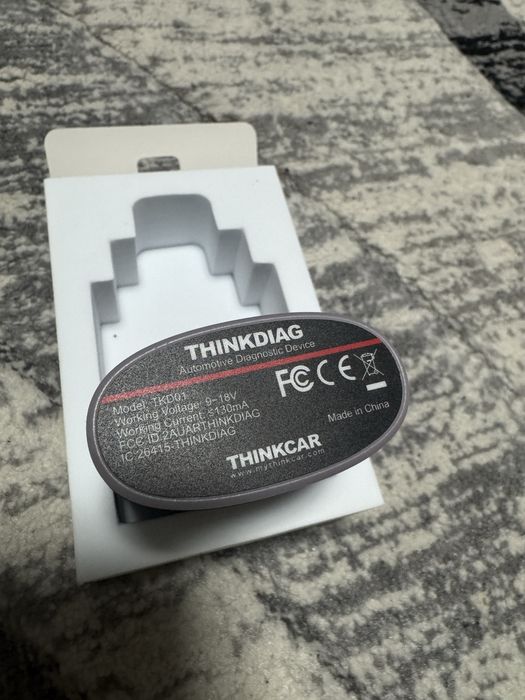 THINKDIAG
Automotive Diagnostic Device
Model: TKD01
Working Voltage: 9~18V
Working Current: ≤130mA
FCC ID:2AUARTHINKDIAG
IC:26415-THINKDIAG
FC CE
Made in China
THINKCAR
www.mythinkcar.com